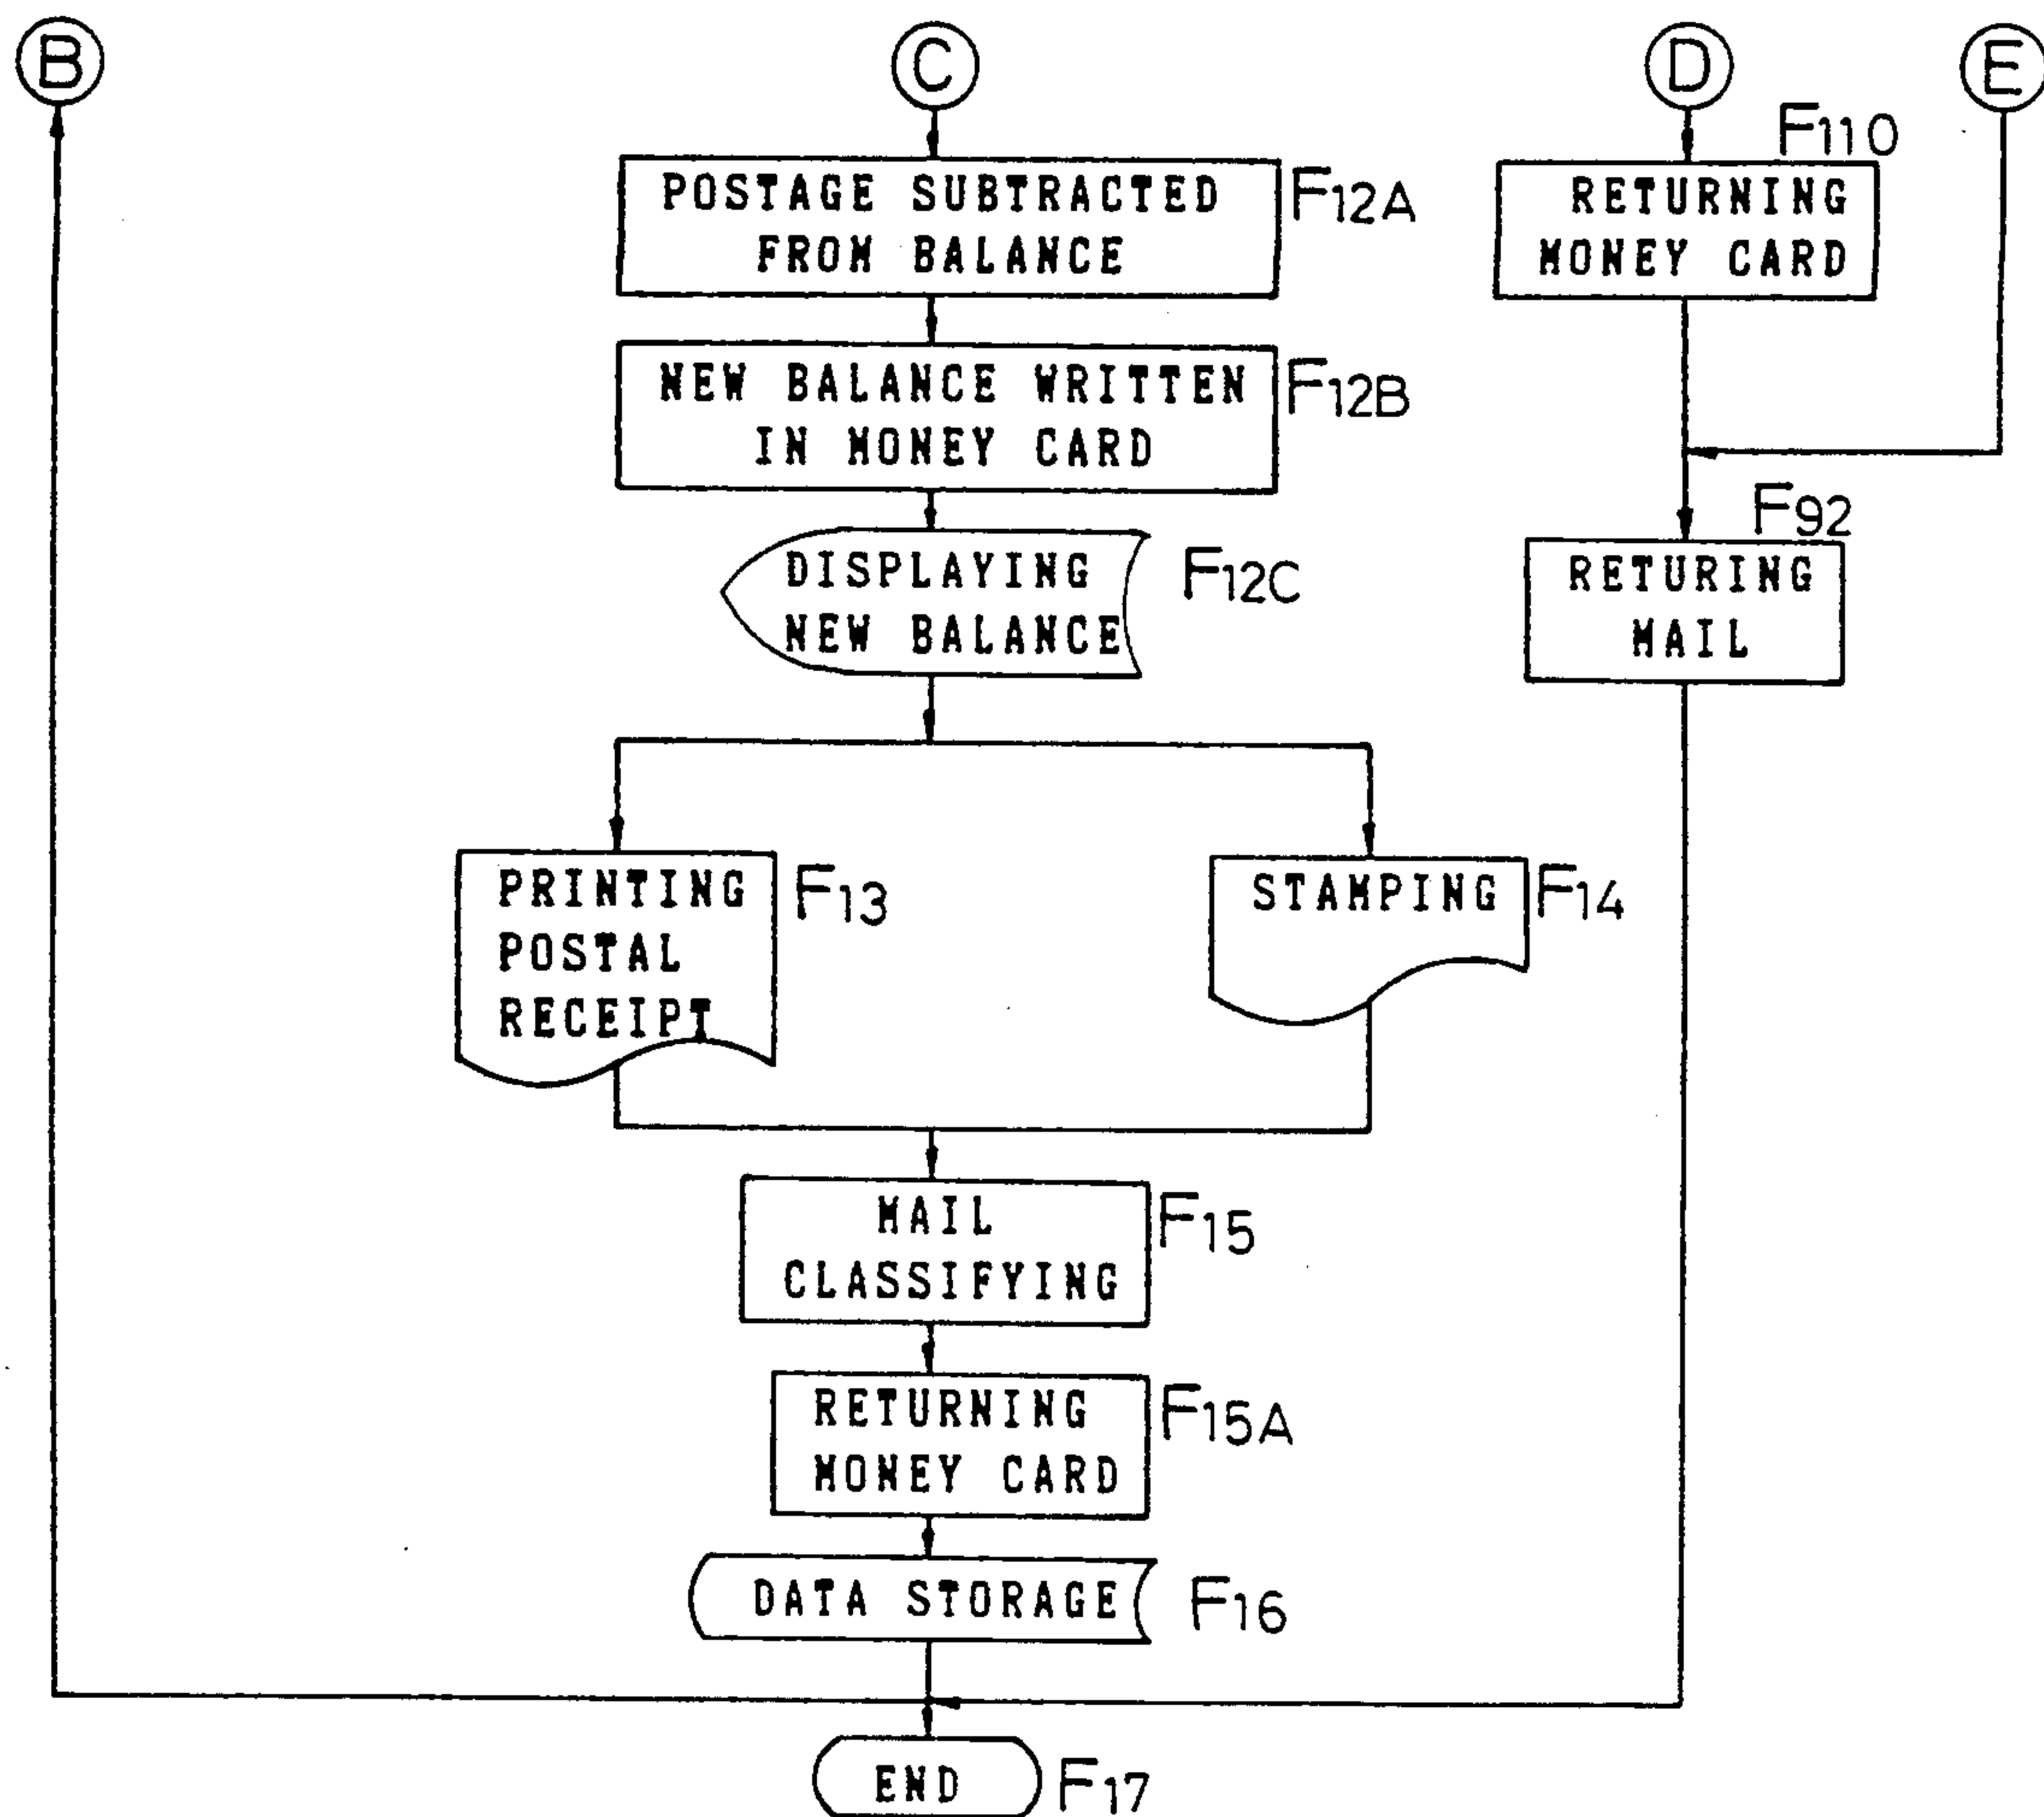 B
C
D
E
POSTAGE SUBTRACTED
FROM BALANCE
F12A
RETURNING
MONEY CARD
F110
NEW BALANCE WRITTEN
IN MONEY CARD
F12B
DISPLAYING
NEW BALANCE
F12C
RETURING
MAIL
F92
PRINTING
POSTAL
RECEIPT
F13
STAMPING
F14
MAIL
CLASSIFYING
F15
RETURNING
MONEY CARD
F15A
DATA STORAGE
F16
END
F17